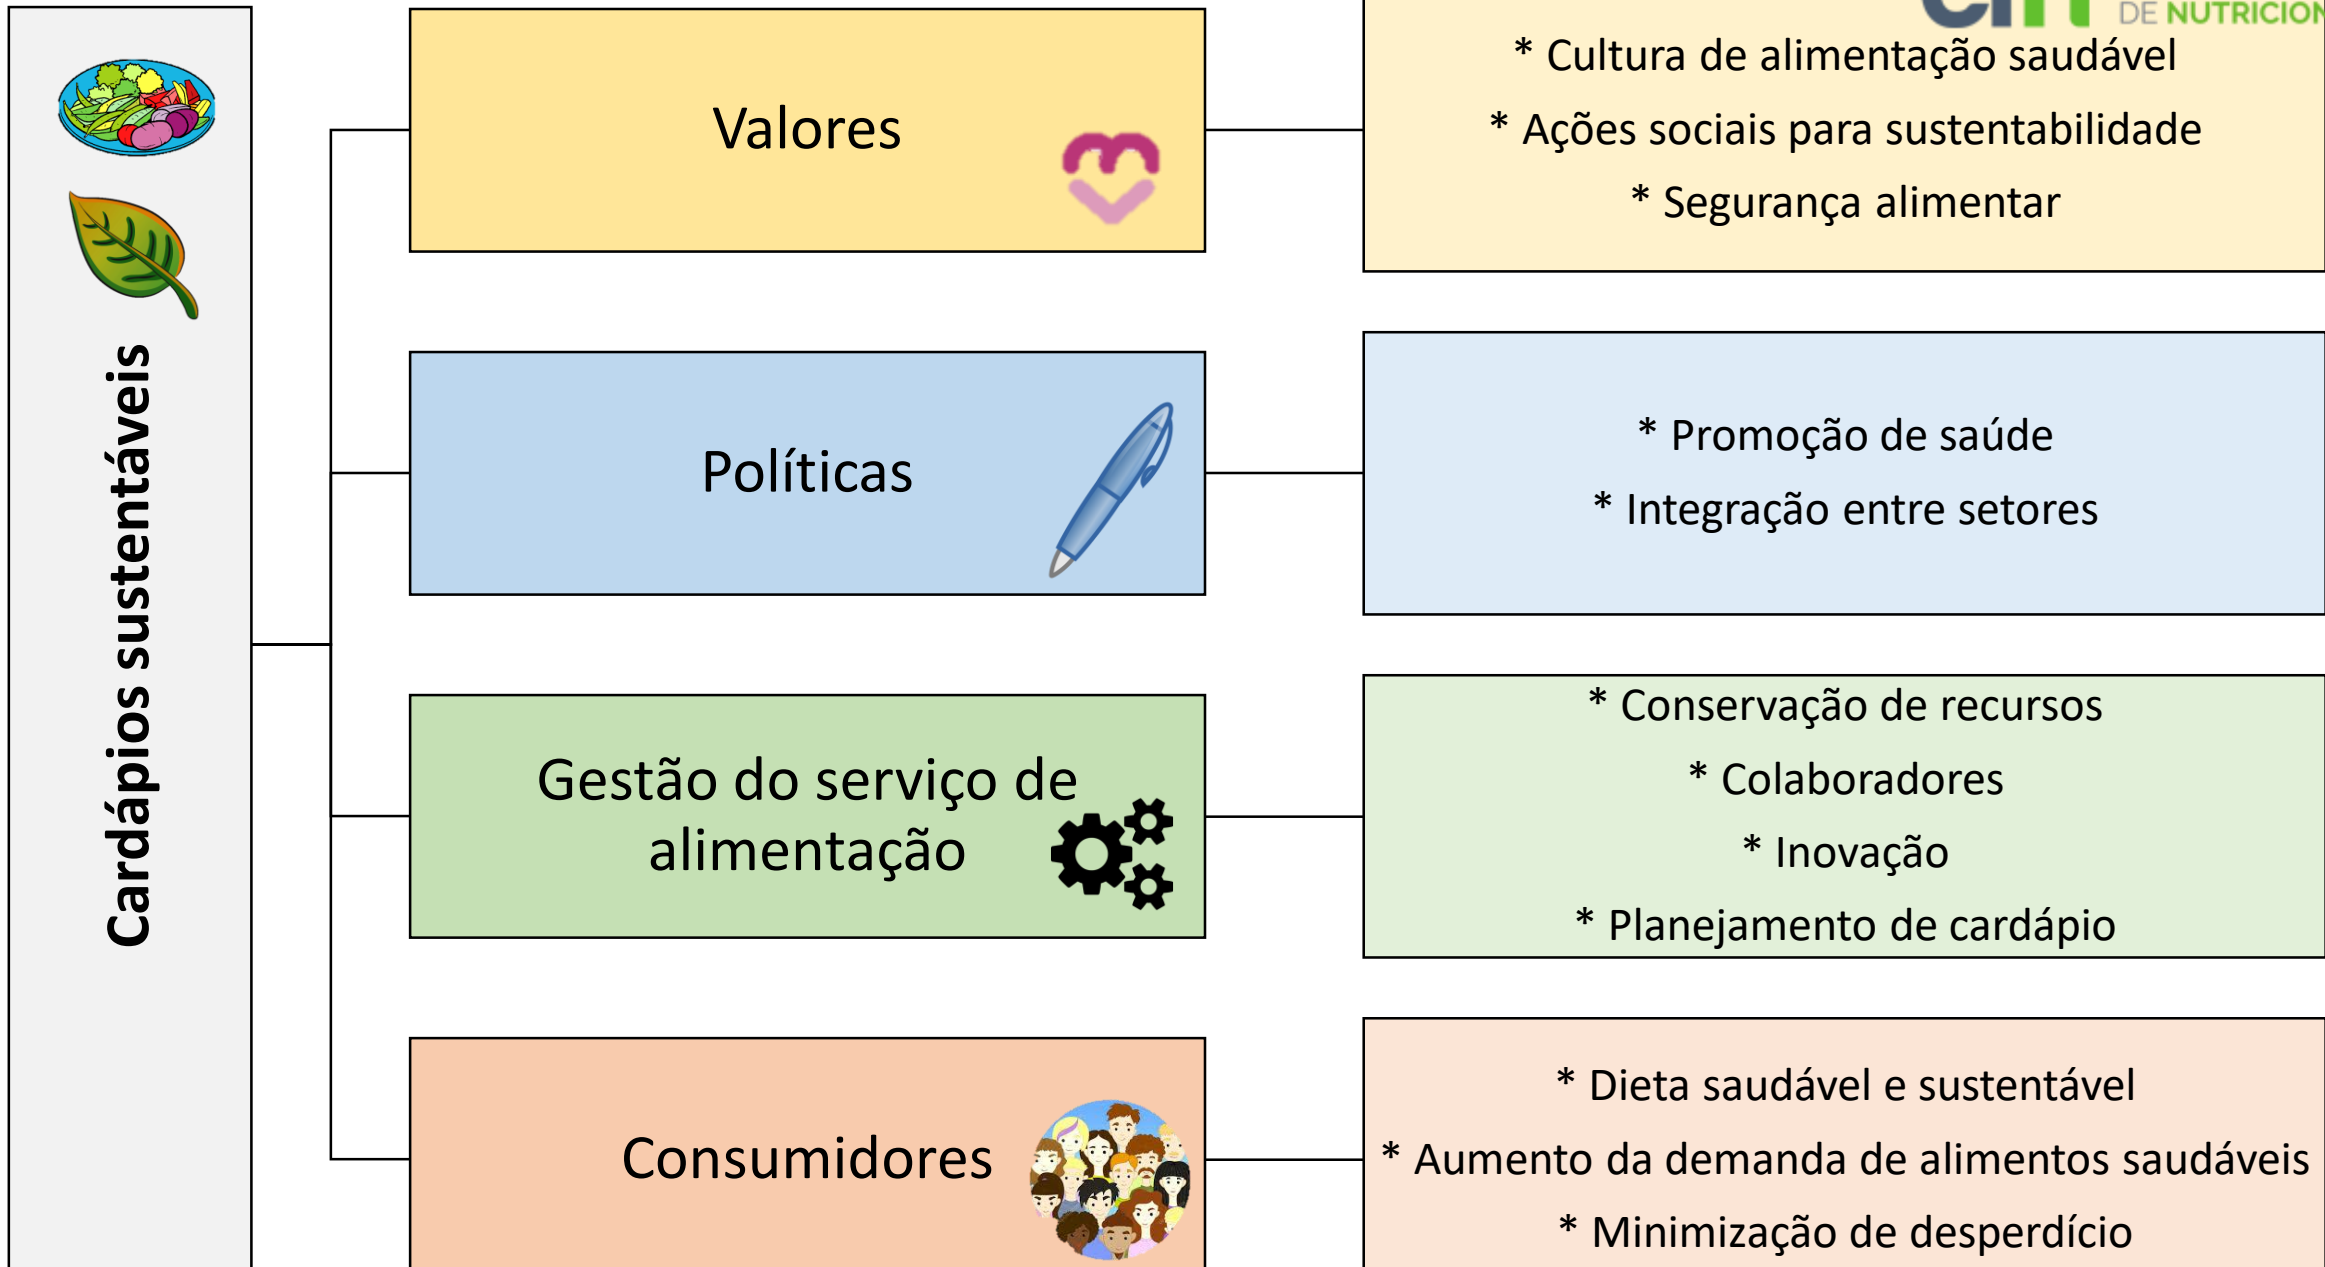 DE NUTRICION
Cardápios sustentáveis
Valores
* Cultura de alimentação saudável
* Ações sociais para sustentabilidade
* Segurança alimentar
Políticas
* Promoção de saúde
* Integração entre setores
Gestão do serviço de
alimentação
* Conservação de recursos
* Colaboradores
* Inovação
* Planejamento de cardápio
Consumidores
* Dieta saudável e sustentável
* Aumento da demanda de alimentos saudáveis
* Minimização de desperdício